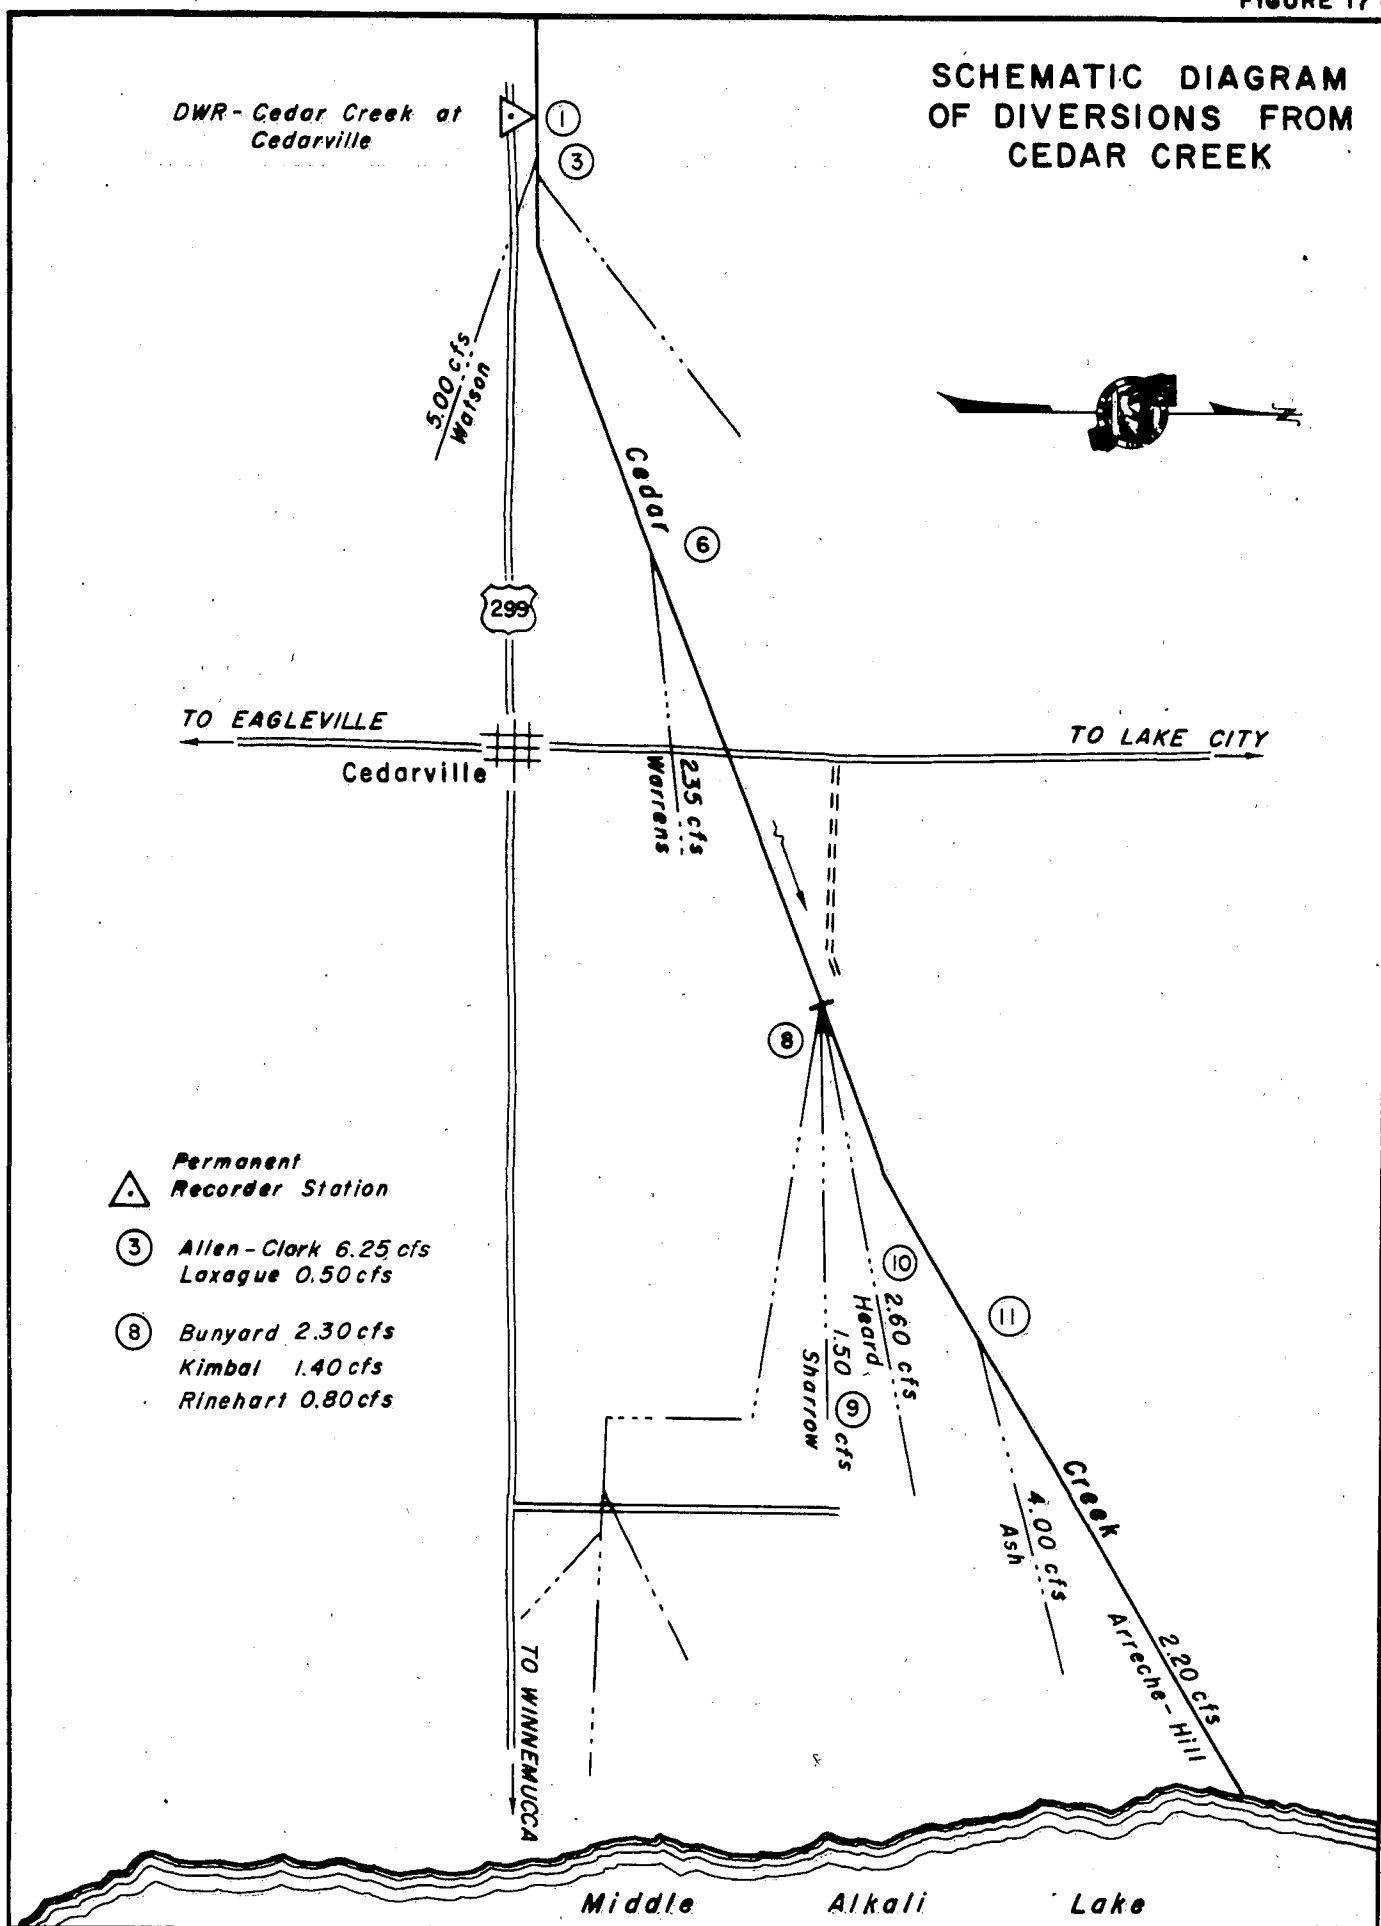 FIGURE 17
SCHEMATIC DIAGRAM
OF DIVERSIONS FROM
CEDAR CREEK
DWR - Cedar Creek at
Cedarville
1
3
5.00 cfs
Watson
N
Cedar
6
299
TO EAGLEVILLE
TO LAKE CITY
Cedarville
2.35 cfs
Warrens
8
Permanent
Recorder Station
3 Allen - Clark 6.25 cfs
Laxague 0.50 cfs
8 Bunyard 2.30 cfs
Kimbal 1.40 cfs
Rinehart 0.80 cfs
10
2.60 cfs
Heard
1.50 cfs
9
Sharrow
11
Creek
4.00 cfs
Ash
2.20 cfs
Arreche - Hill
TO WINNEMUCCA
Middle Alkali Lake